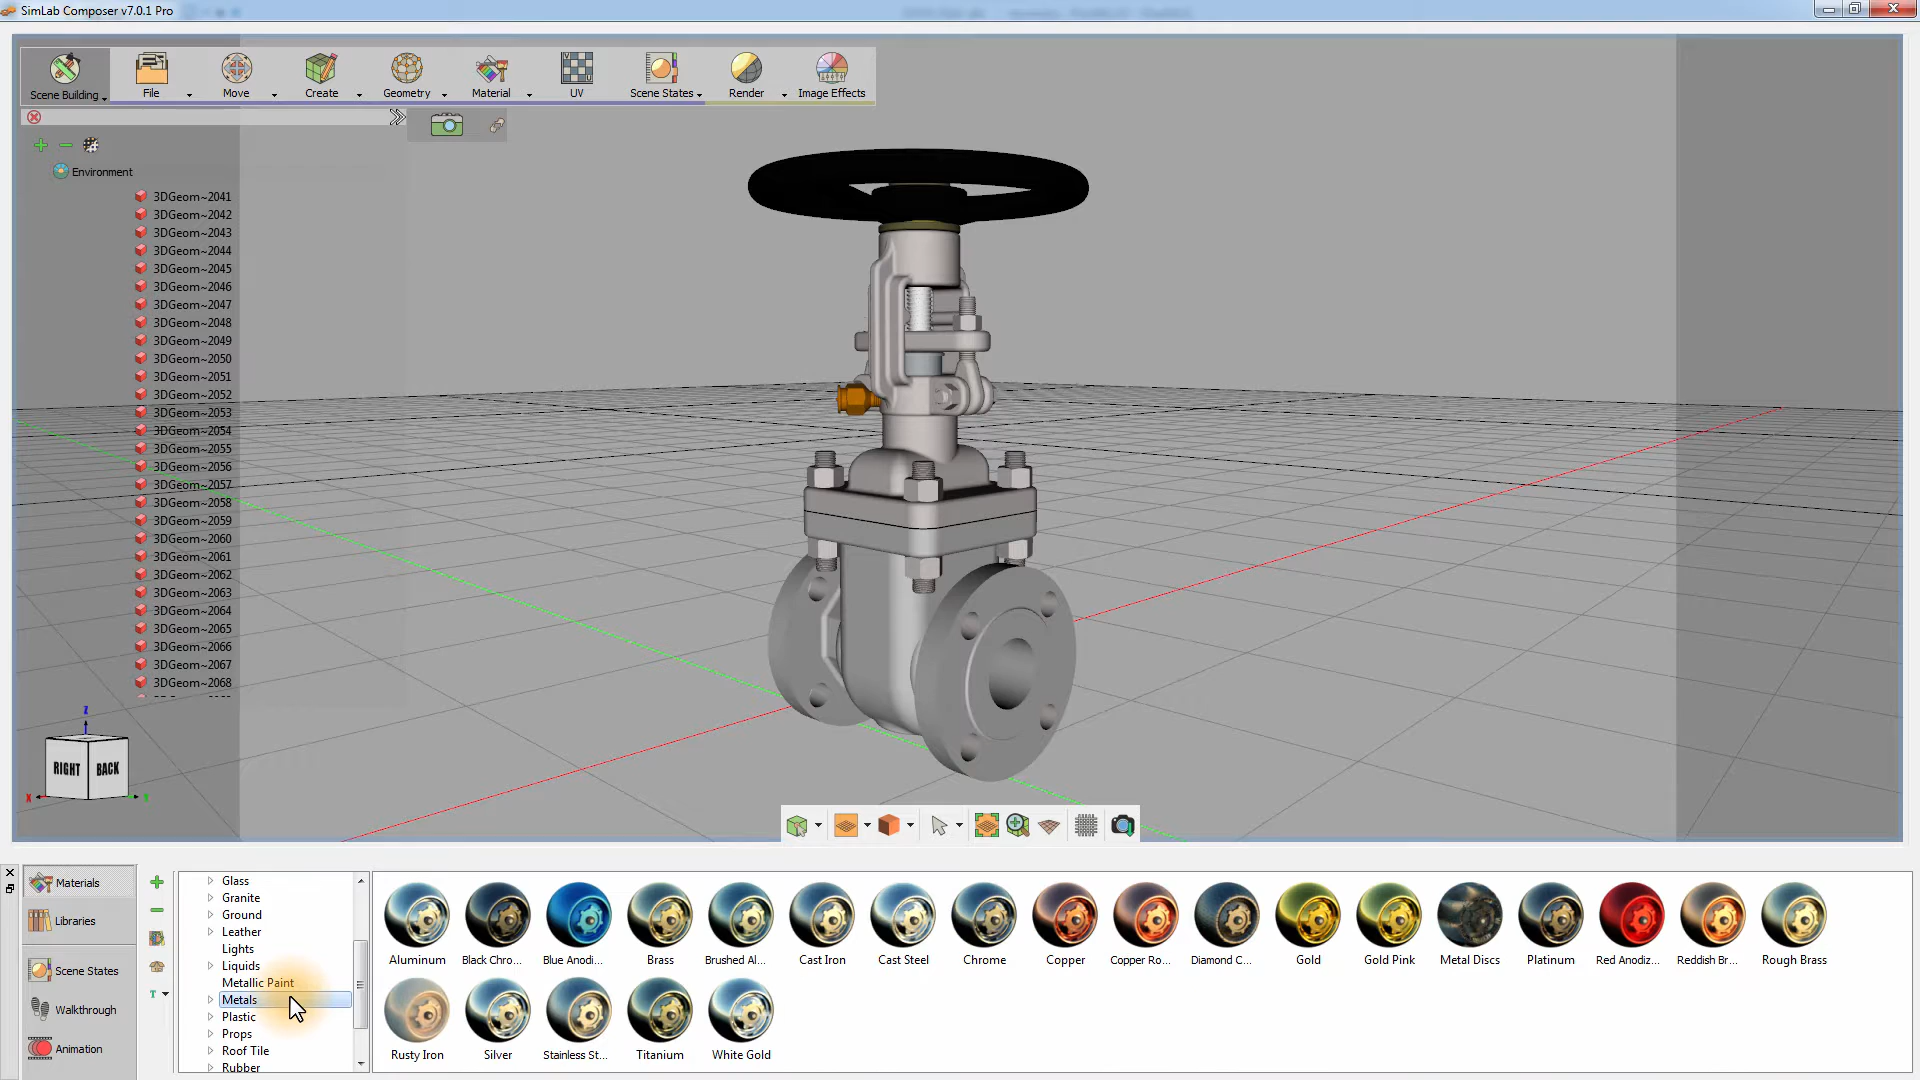 SimLab Composer v7.0.1 Pro
Scene Building
File
Move
Create
Geometry
Material
UV
Scene States
Render
Image Effects
Environment
3DGeom~2041
3DGeom~2042
3DGeom~2043
3DGeom~2044
3DGeom~2045
3DGeom~2046
3DGeom~2047
3DGeom~2048
3DGeom~2049
3DGeom~2050
3DGeom~2051
3DGeom~2052
3DGeom~2053
3DGeom~2054
3DGeom~2055
3DGeom~2056
3DGeom~2057
3DGeom~2058
3DGeom~2059
3DGeom~2060
3DGeom~2061
3DGeom~2062
3DGeom~2063
3DGeom~2064
3DGeom~2065
3DGeom~2066
3DGeom~2067
3DGeom~2068
Z
RIGHT BACK
X Y
Materials
Libraries
Scene States
Walkthrough
Animation
T
Glass
Granite
Ground
Leather
Lights
Liquids
Metallic Paint
Metals
Plastic
Props
Roof Tile
Rubber
Aluminum Black Chro... Blue Anodi... Brass Brushed Al... Cast Iron Cast Steel Chrome Copper Copper Ro... Diamond C... Gold Gold Pink Metal Discs Platinum Red Anodiz... Reddish Br... Rough Brass
Rusty Iron Silver Stainless St... Titanium White Gold